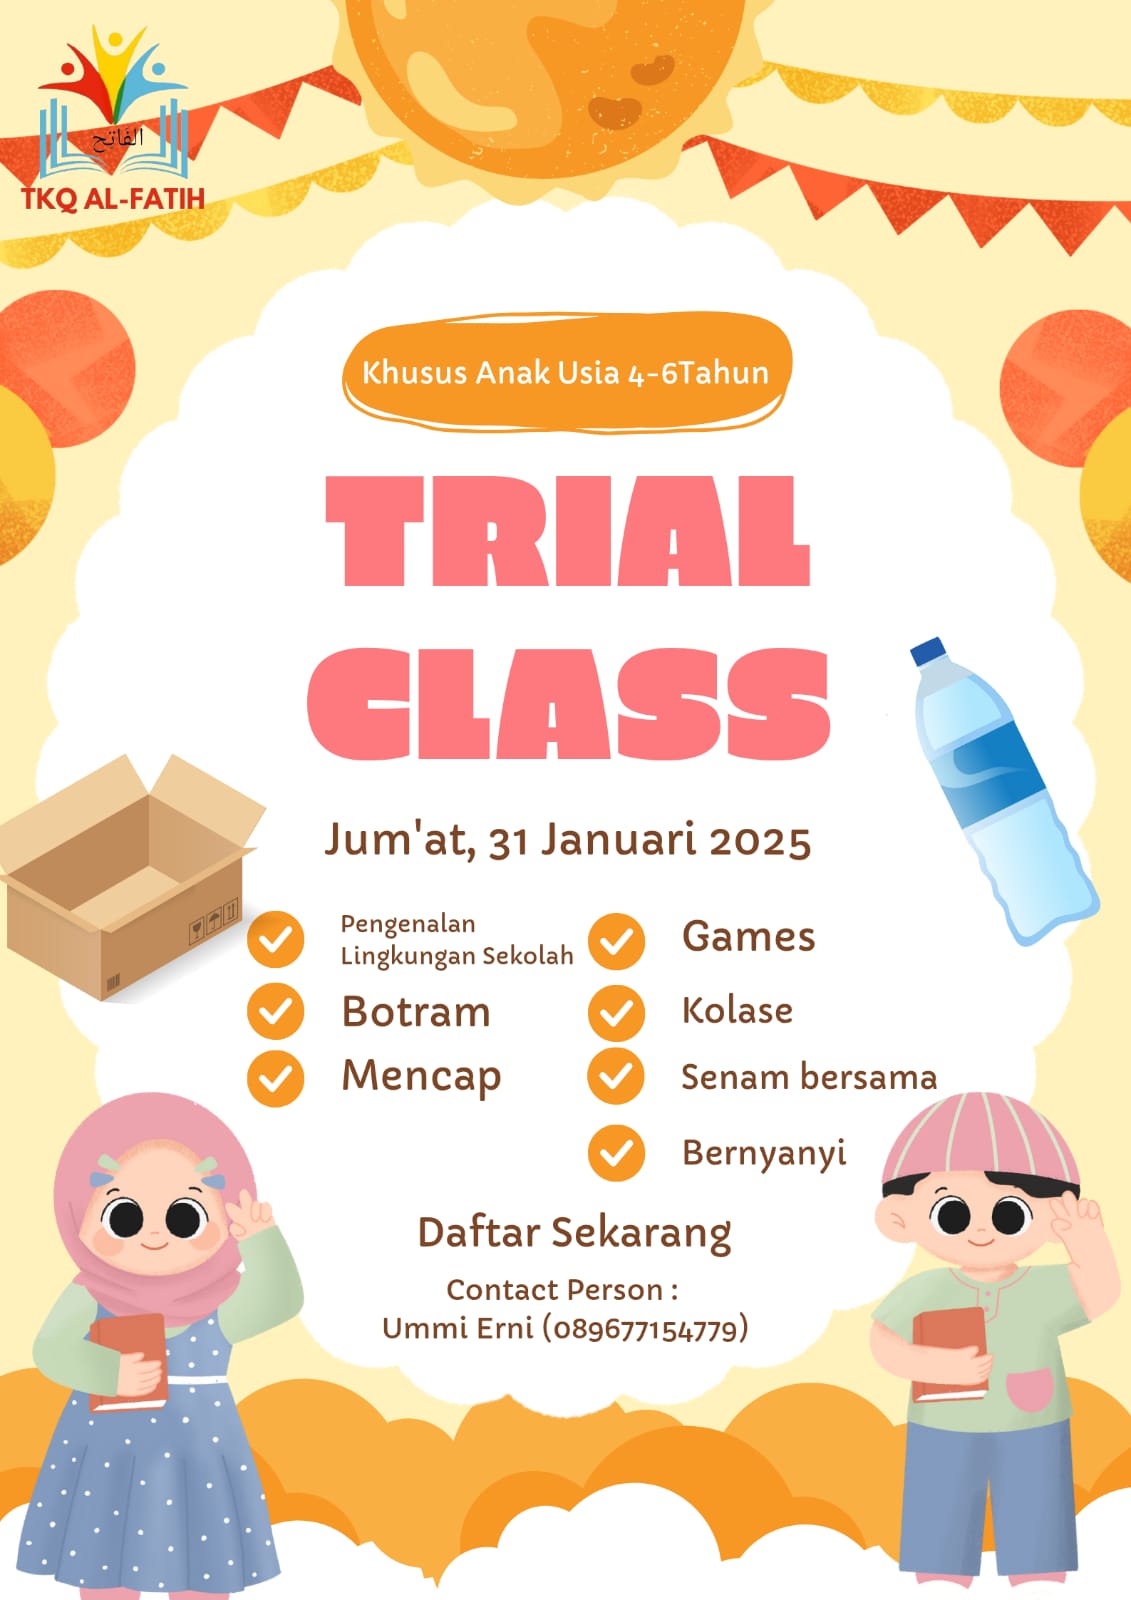 الفاتح
TKQ AL-FATIH
Khusus Anak Usia 4-6Tahun
TRIAL
CLASS
Jum'at, 31 Januari 2025
Pengenalan
Lingkungan Sekolah
Botram
Mencap
Games
Kolase
Senam bersama
Bernyanyi
Daftar Sekarang
Contact Person :
Ummi Erni (089677154779)